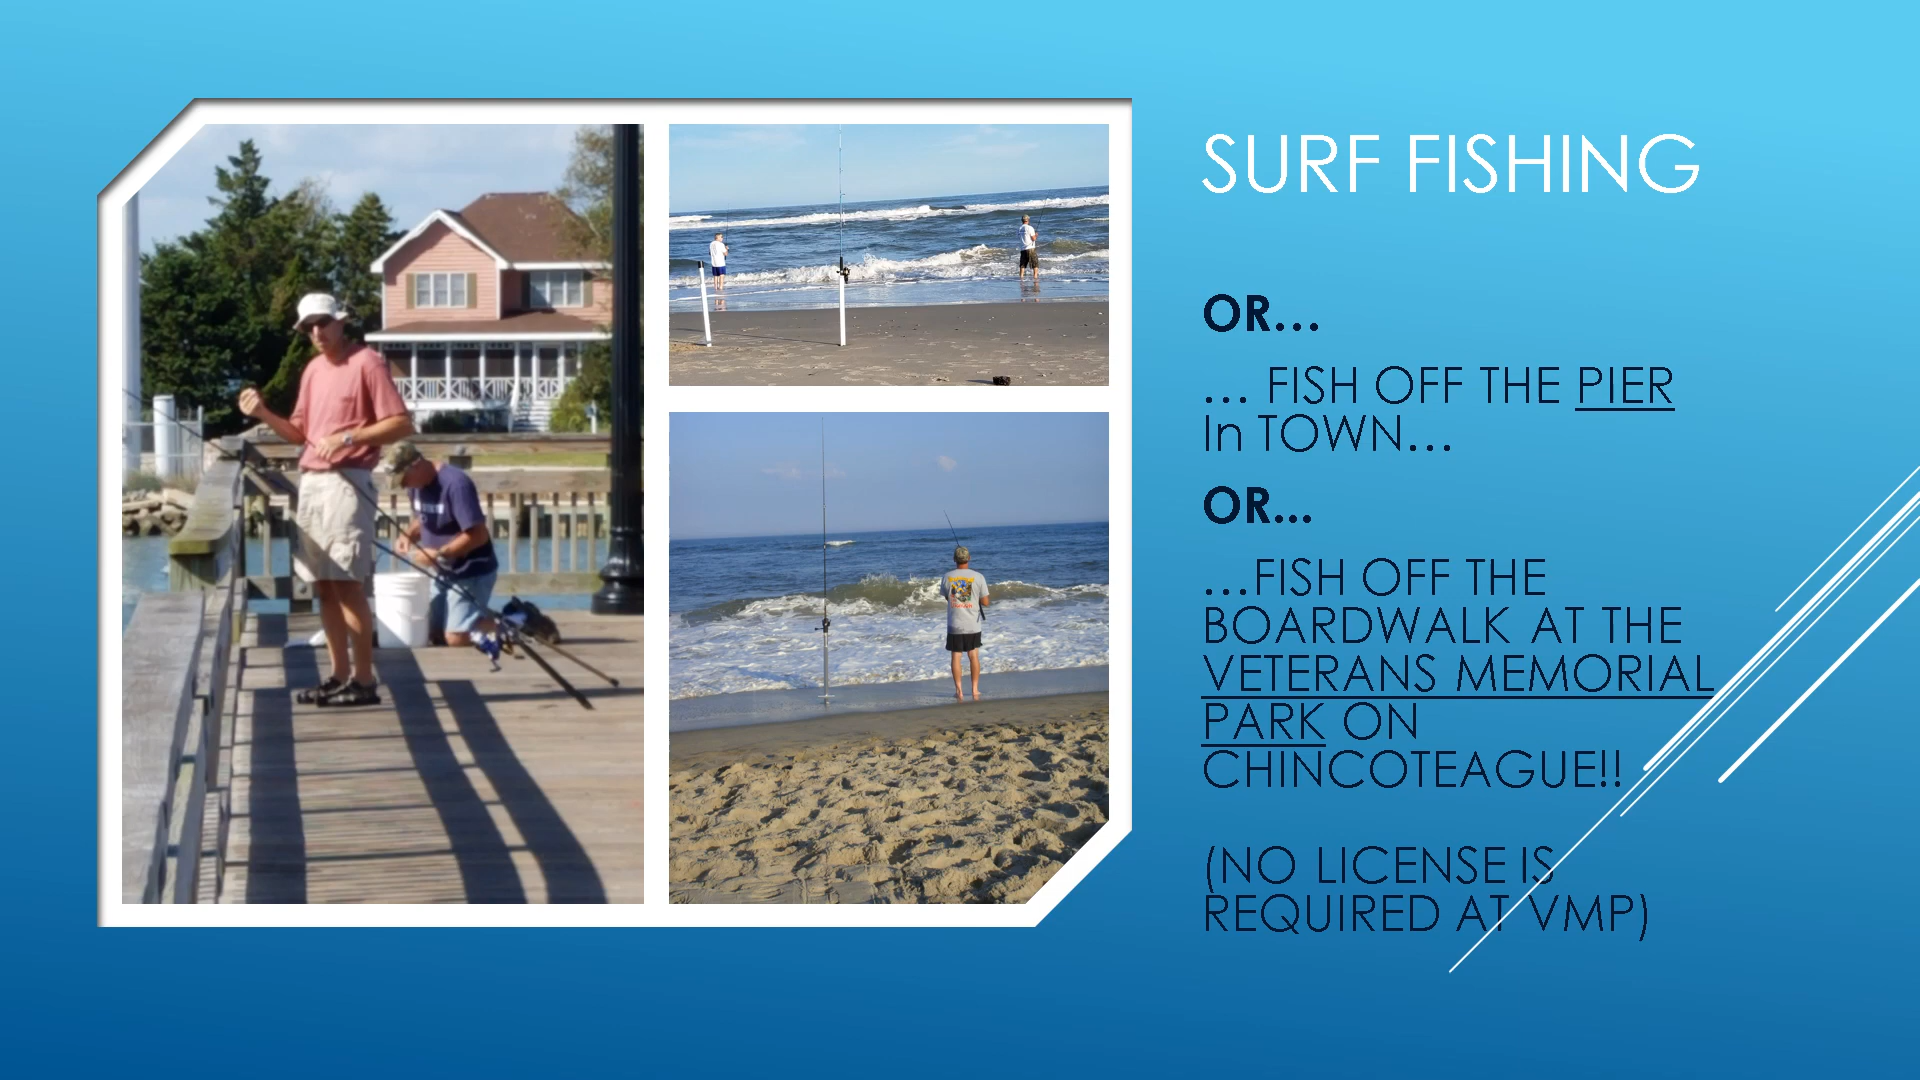 SURF FISHING
OR…
… FISH OFF THE PIER
In TOWN…
OR...
…FISH OFF THE
BOARDWALK AT THE
VETERANS MEMORIAL
PARK ON
CHINCOTEAGUE!!
(NO LICENSE IS
REQUIRED AT VMP)